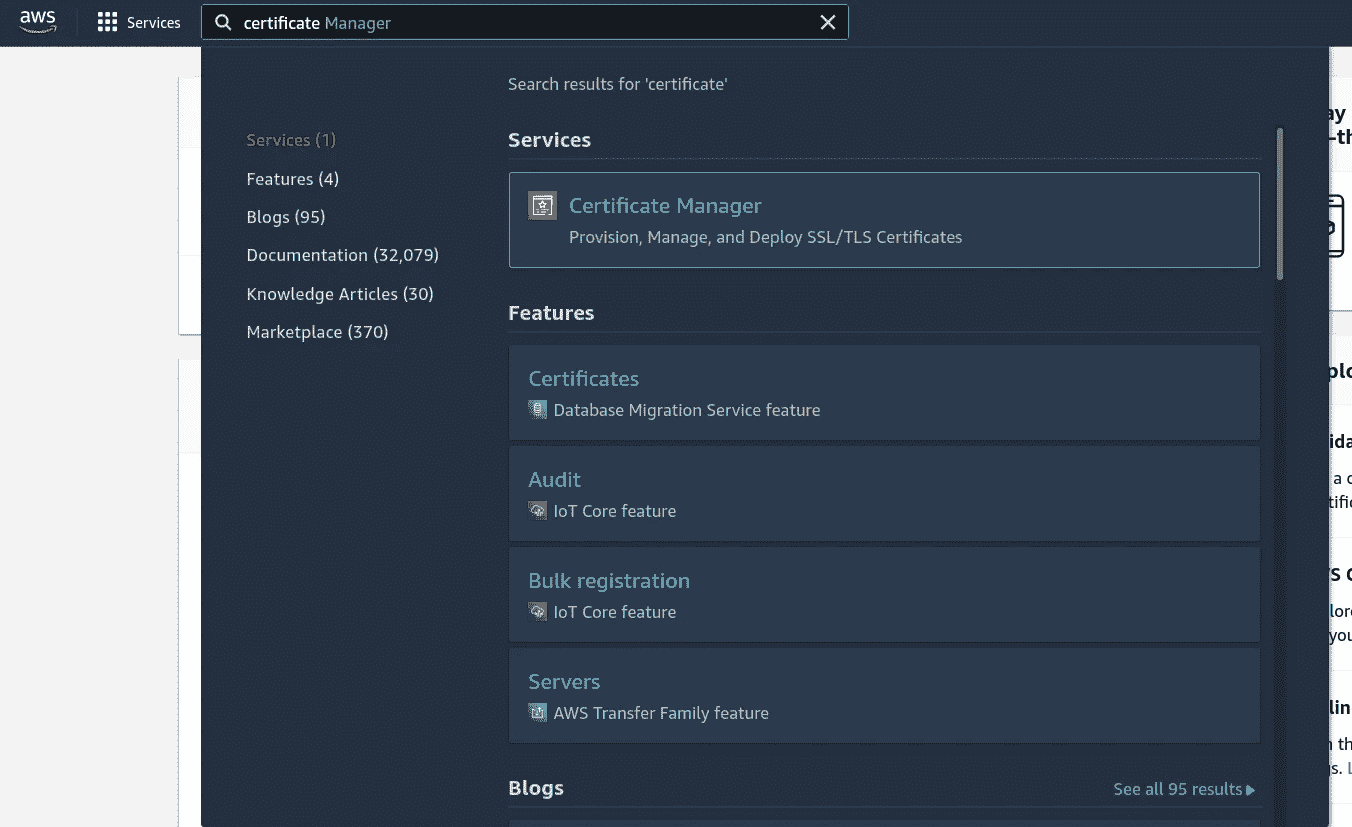 aws
Services
certificate Manager
Search results for 'certificate'
Services (1)
Features (4)
Blogs (95)
Documentation (32,079)
Knowledge Articles (30)
Marketplace (370)
Services
Certificate Manager
Provision, Manage, and Deploy SSL/TLS Certificates
Features
Certificates
Database Migration Service feature
Audit
IoT Core feature
Bulk registration
IoT Core feature
Servers
AWS Transfer Family feature
Blogs
See all 95 results